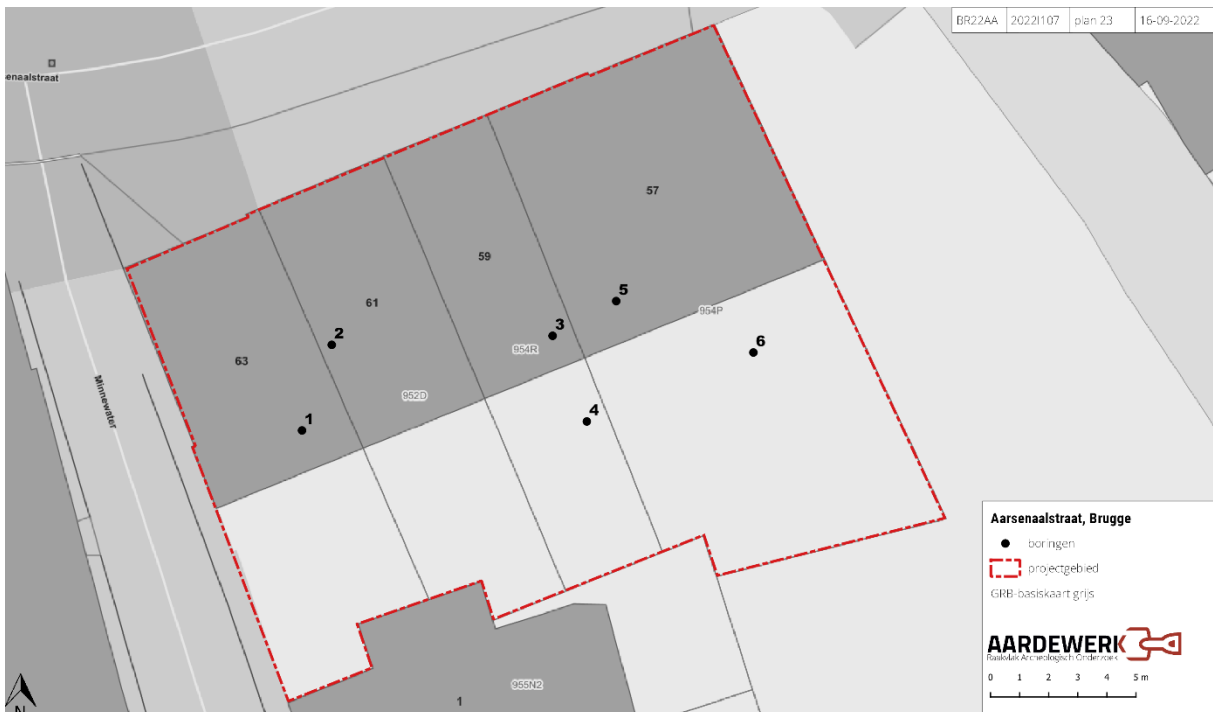 BR22AA 2022I107 plan 23 16-09-2022
senaalstraat
57
59
61
5
2
3
954P
954R
63
6
952D
Minnewater
1
4
Aarsenaalstraat, Brugge
boringen
projectgebied
GRB-basiskaart grijs
AARDEWERK
Raakvlak Archeologisch Onderzoek
0 1 2 3 4 5 m
955N2
1
N